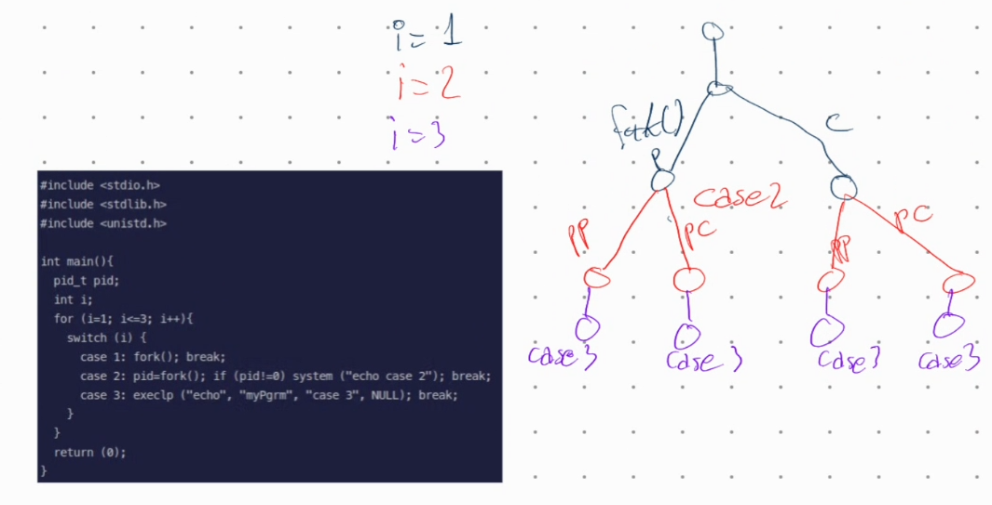 i=1
i=2
i=3
fork()
P
C
case2
PP
PC
PP
PC
case3
case3
case3
case3
#include <stdio.h>
#include <stdlib.h>
#include <unistd.h>
int main(){
pid_t pid;
int i;
for (i=1; i<=3; i++){
switch (i) {
case 1: fork(); break;
case 2: pid=fork(); if (pid!=0) system ("echo case 2"); break;
case 3: execlp ("echo", "myPgrm", "case 3", NULL); break;
}
}
return (0);
}